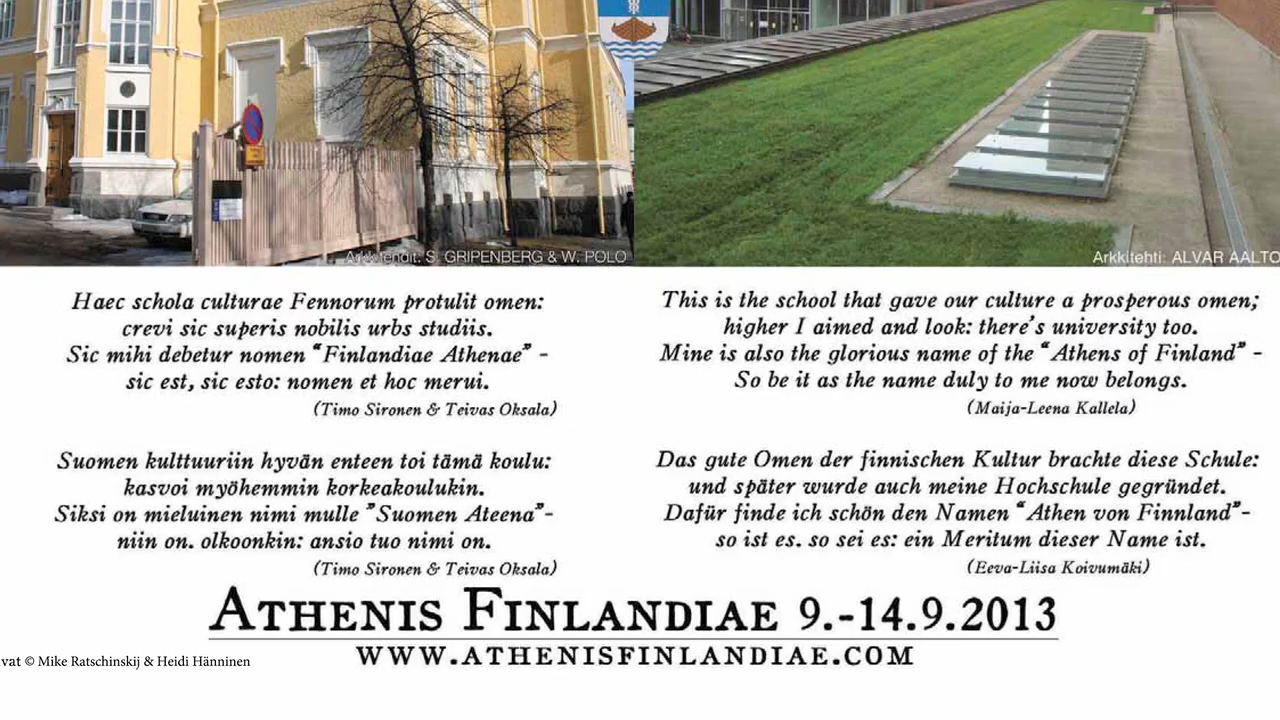 Arkkitehdit: S. GRIPENBERG & W. POLO
Arkkitehti: ALVAR AALTO
Haec schola culturae Fennorum protulit omen:
crevi sic superis nobilis urbs studiis.
Sic mihi debetur nomen “Finlandiae Athenae” -
sic est, sic esto: nomen et hoc merui.
(Timo Sironen & Teivas Oksala)
This is the school that gave our culture a prosperous omen;
higher I aimed and look: there’s university too.
Mine is also the glorious name of the “Athens of Finland” -
So be it as the name duly to me now belongs.
(Maija-Leena Kallela)
Suomen kulttuuriin hyvän enteen toi tämä koulu:
kasvoi myöhemmin korkeakoulukin.
Siksi on mieluinen nimi mulle ”Suomen Ateena”-
niin on. olkoonkin: ansio tuo nimi on.
(Timo Sironen & Teivas Oksala)
Das gute Omen der finnischen Kultur brachte diese Schule:
und später wurde auch meine Hochschule gegründet.
Dafür finde ich schön den Namen “Athen von Finnland”-
so ist es. so sei es: ein Meritum dieser Name ist.
(Eeva-Liisa Koivumäki)
ATHENIS FINLANDIAE 9.-14.9.2013
WWW.ATHENISFINLANDIAE.COM
vat © Mike Ratschinskij & Heidi Hänninen